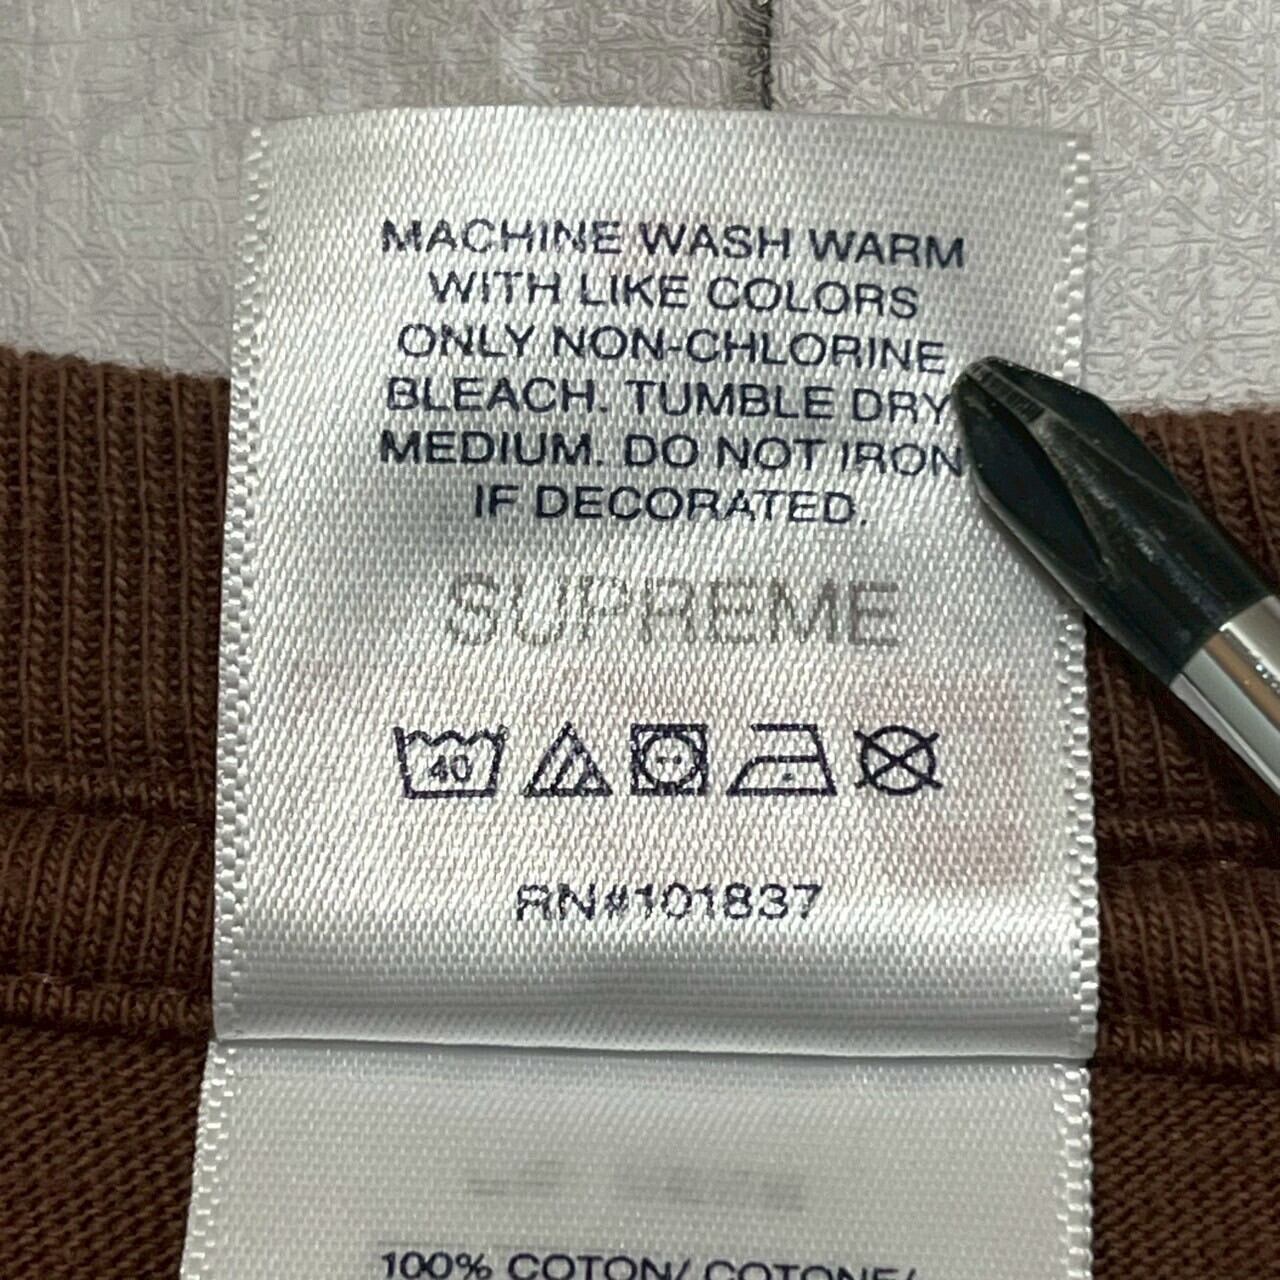 MACHINE WASH WARM
WITH LIKE COLORS
ONLY NON-CHLORINE
BLEACH. TUMBLE DRY
MEDIUM. DO NOT IRON
IF DECORATED.
SUPREME
40
RN#101837
100% COTON/ COTONE/